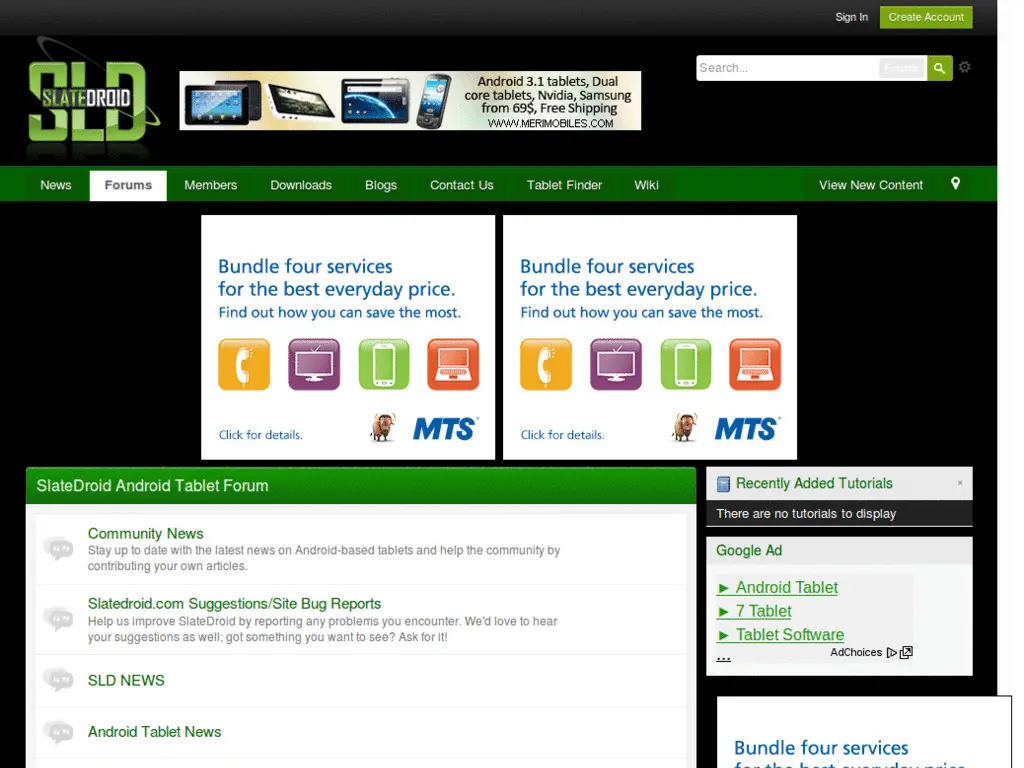 Sign In
Create Account
SLD
SLATEDROID
Android 3.1 tablets, Dual
core tablets, Nvidia, Samsung
from 69$, Free Shipping
WWW.MERIMOBILES.COM
Search...
Forums
News
Forums
Members
Downloads
Blogs
Contact Us
Tablet Finder
Wiki
View New Content
Bundle four services
for the best everyday price.
Find out how you can save the most.
Click for details.
MTS
Bundle four services
for the best everyday price.
Find out how you can save the most.
Click for details.
MTS
SlateDroid Android Tablet Forum
Community News
Stay up to date with the latest news on Android-based tablets and help the community by
contributing your own articles.
Slatedroid.com Suggestions/Site Bug Reports
Help us improve SlateDroid by reporting any problems you encounter. We'd love to hear
your suggestions as well; got something you want to see? Ask for it!
SLD NEWS
Android Tablet News
Recently Added Tutorials
×
There are no tutorials to display
Google Ad
► Android Tablet
► 7 Tablet
► Tablet Software
...
AdChoices
Bundle four services
for the best everyday price.